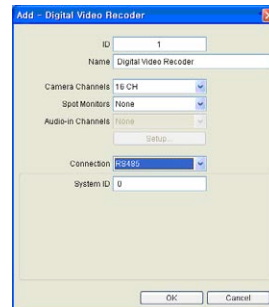 Add - Digital Video Recoder
ID 1
Name Digital Video Recoder
Camera Channels 16 CH
Spot Monitors None
Audio-in Channels None
Setup...
Connection RS485
System ID 0
OK Cancel